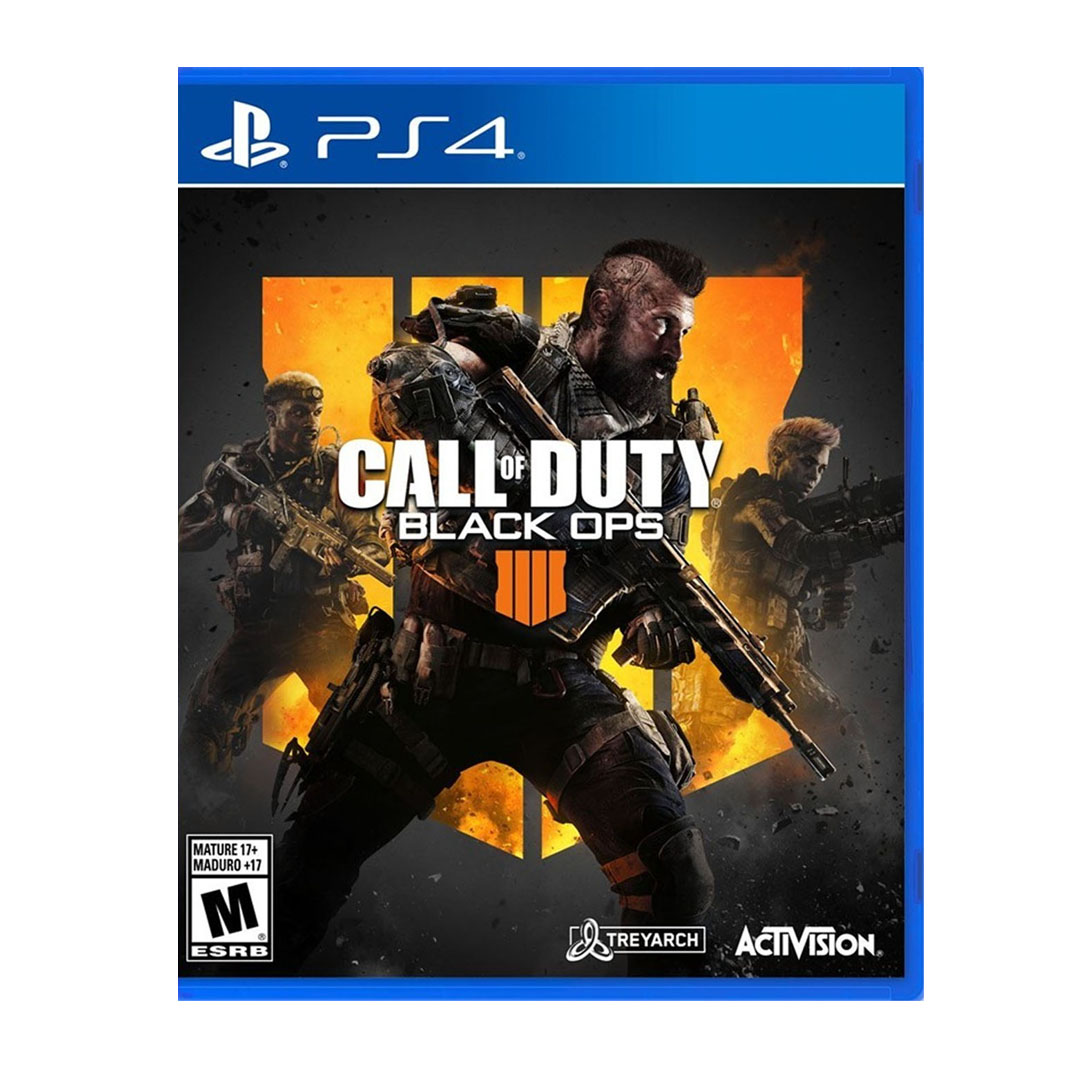 PS4®
CALL OF DUTY®
BLACK OPS
IIII
MATURE 17+
MADURO +17
M®
ESRB
TREYARCH
ACTIVISION®